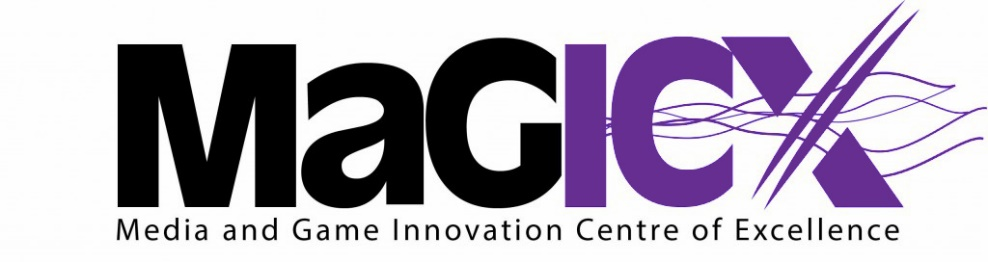 MaGICX
Media and Game Innovation Centre of Excellence